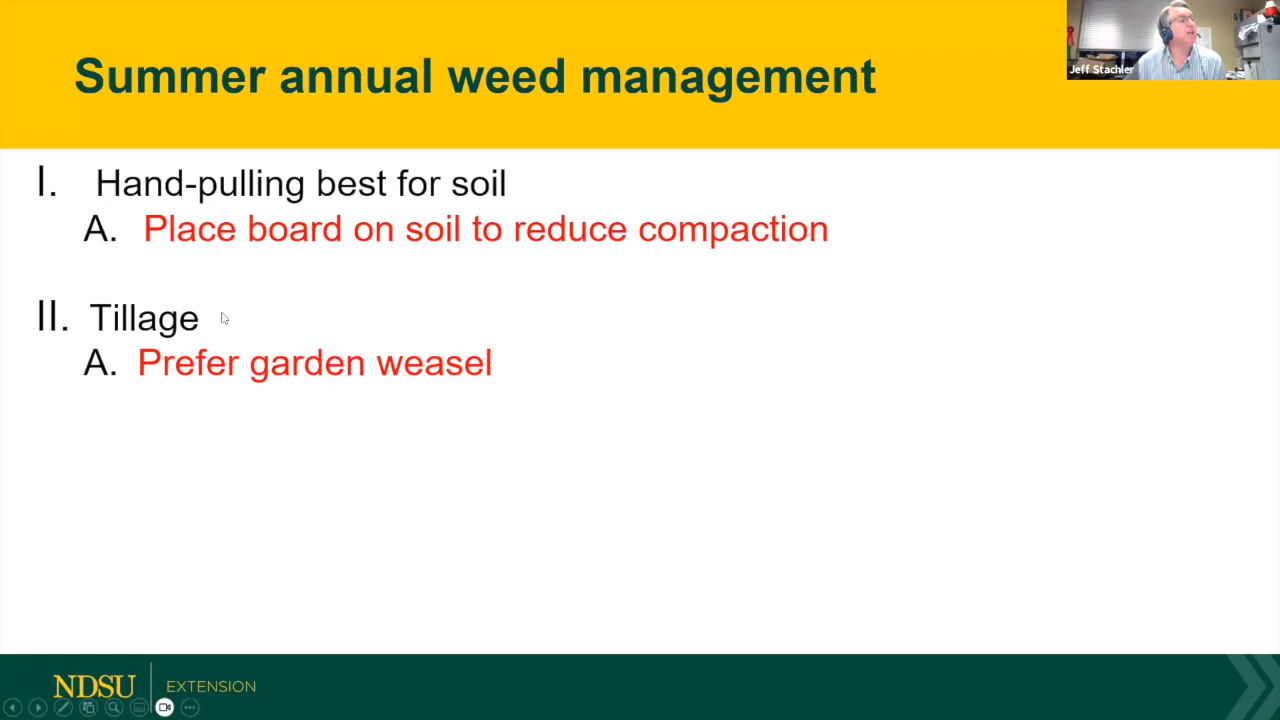 Summer annual weed management
Jeff Stachler
I. Hand-pulling best for soil
A. Place board on soil to reduce compaction
II. Tillage
A. Prefer garden weasel
NDSU EXTENSION